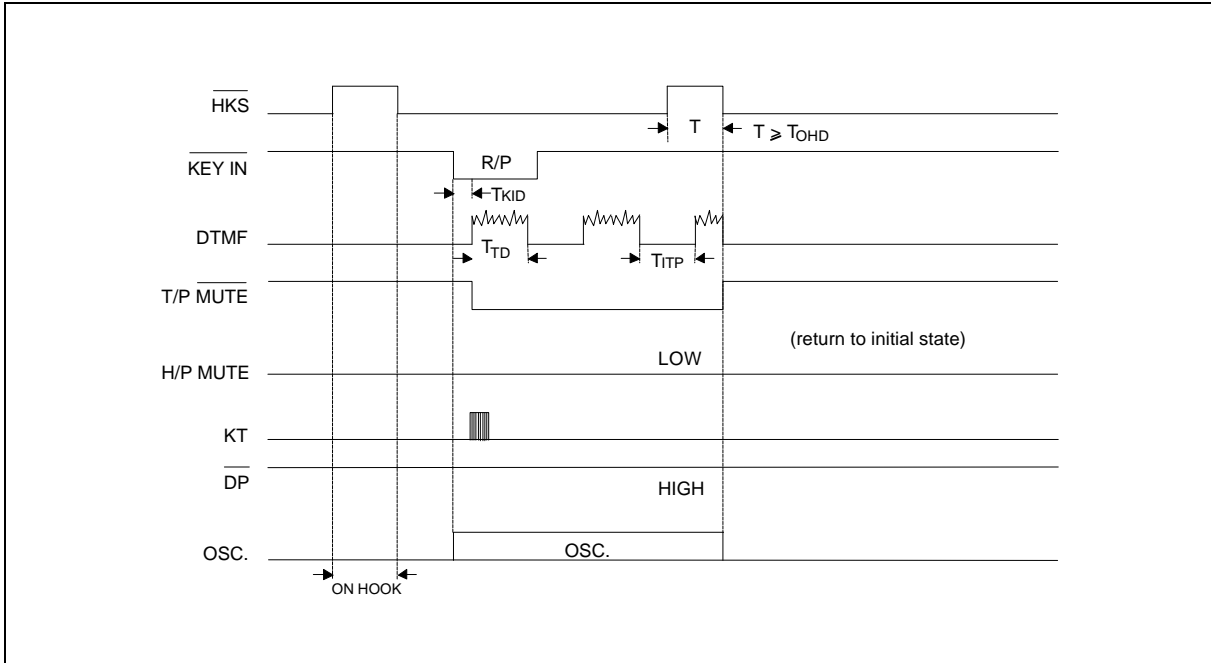 HKS
T
T ⩾ TOHD
KEY IN
R/P
TKID
DTMF
TTD
TITP
T/P MUTE
(return to initial state)
LOW
H/P MUTE
KT
DP
HIGH
OSC.
OSC.
ON HOOK